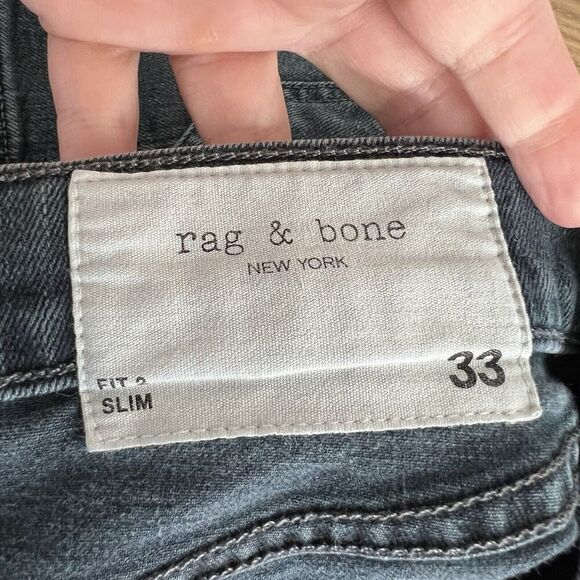 rag & bone
NEW YORK
FIT 2
SLIM
33